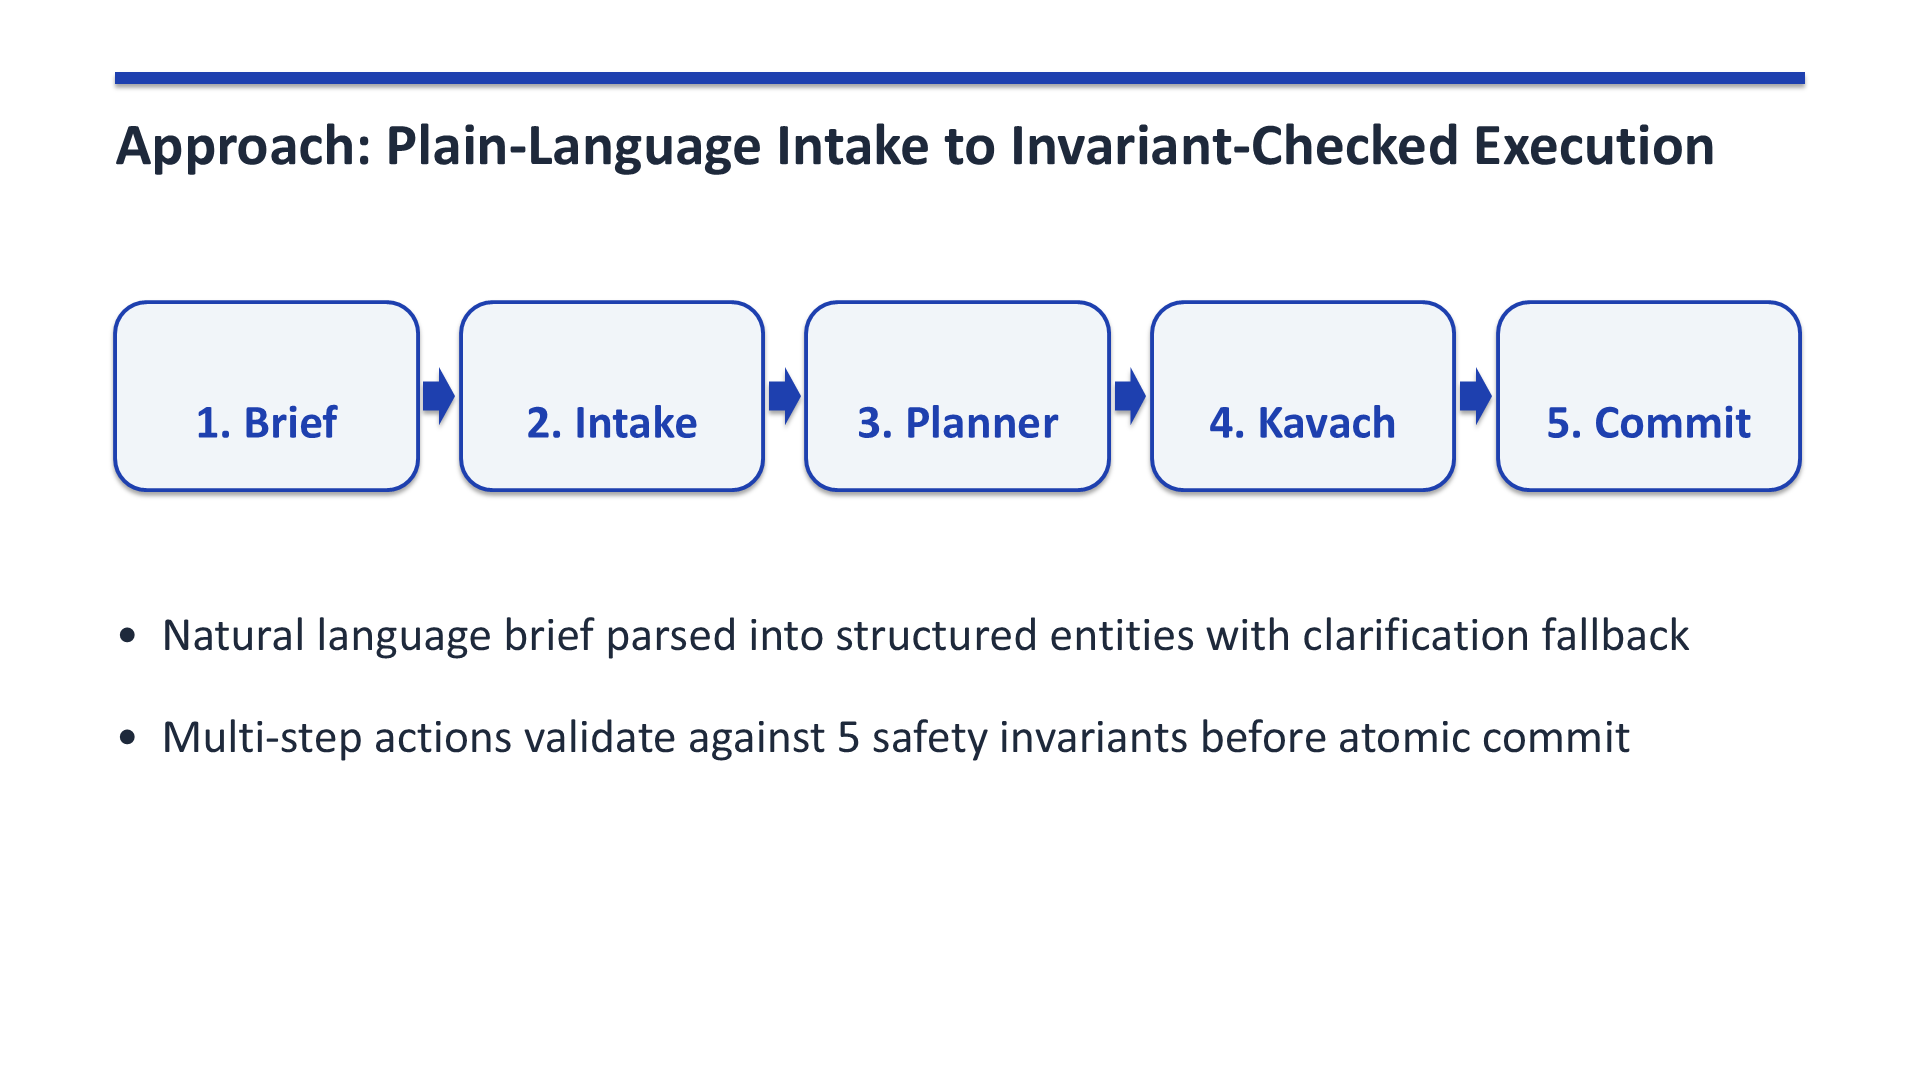 Approach: Plain-Language Intake to Invariant-Checked Execution
1. Brief
2. Intake
3. Planner
4. Kavach
5. Commit
• Natural language brief parsed into structured entities with clarification fallback
• Multi-step actions validate against 5 safety invariants before atomic commit